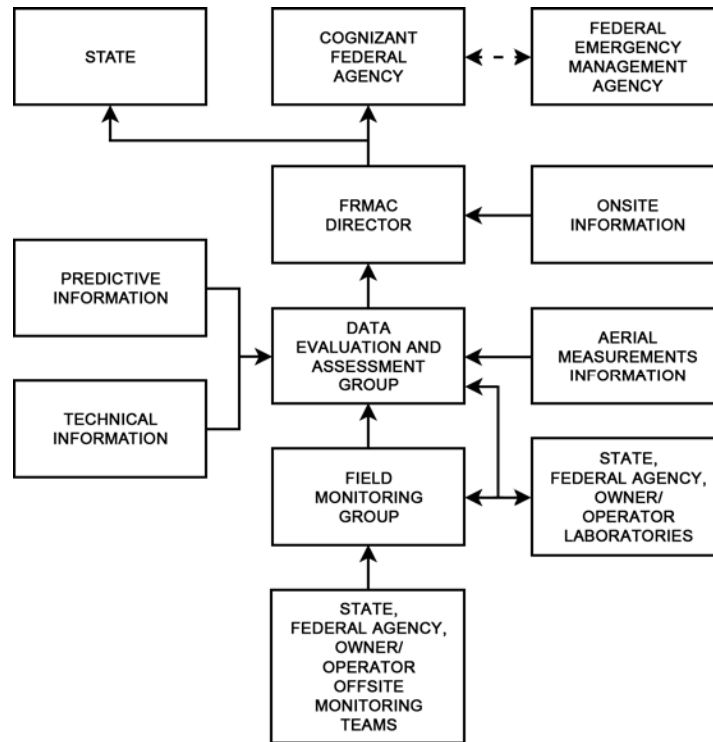 STATE
COGNIZANT
FEDERAL
AGENCY
FEDERAL
EMERGENCY
MANAGEMENT
AGENCY
FRMAC
DIRECTOR
ONSITE
INFORMATION
PREDICTIVE
INFORMATION
DATA
EVALUATION AND
ASSESSMENT
GROUP
AERIAL
MEASUREMENTS
INFORMATION
TECHNICAL
INFORMATION
FIELD
MONITORING
GROUP
STATE,
FEDERAL AGENCY,
OWNER/
OPERATOR
LABORATORIES
STATE,
FEDERAL AGENCY,
OWNER/
OPERATOR
OFFSITE
MONITORING
TEAMS